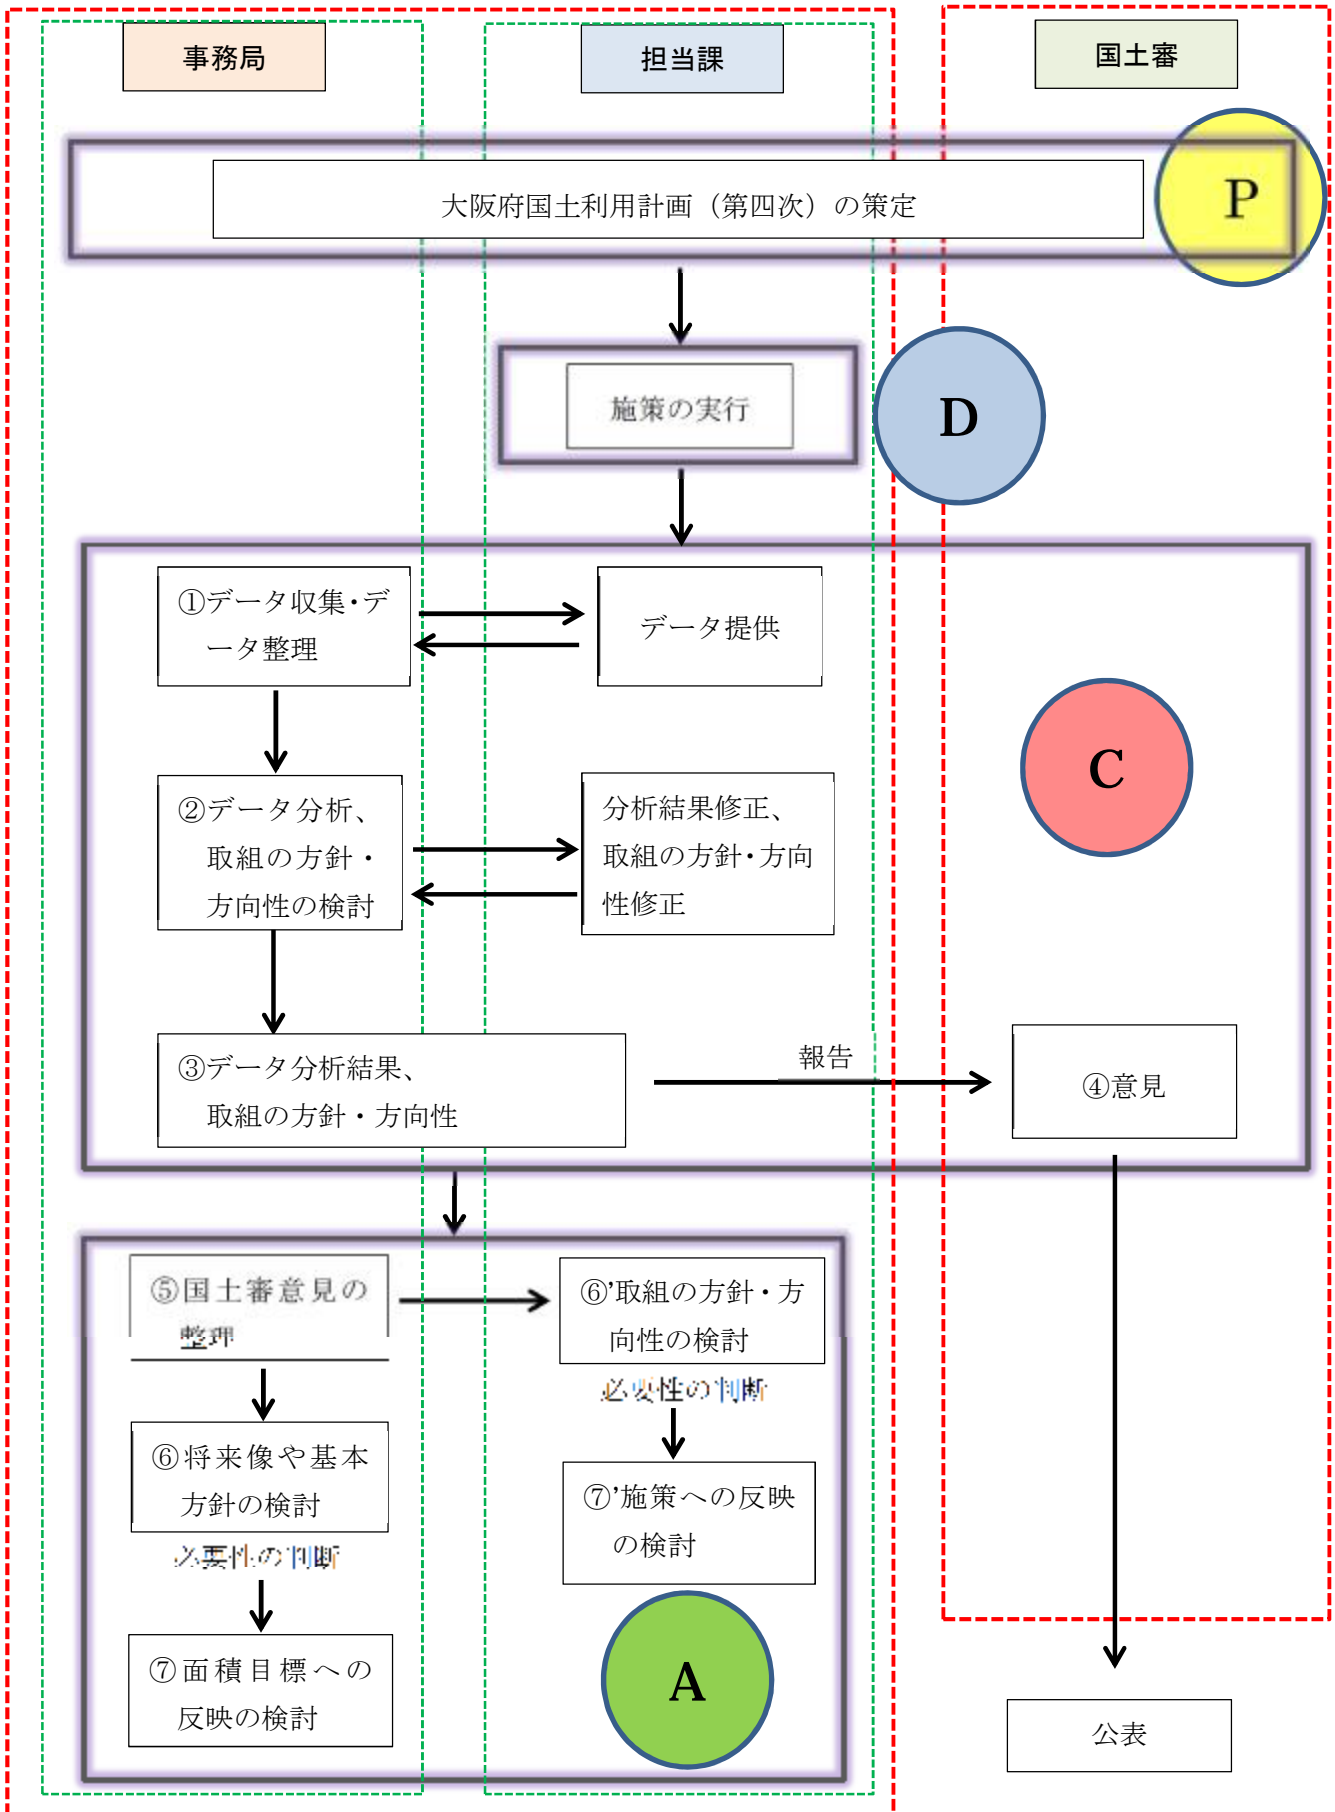 事務局
担当課
国土審
大阪府国土利用計画（第四次）の策定
P
施策の実行
D
①データ収集・デ
ータ整理
データ提供
C
②データ分析、
取組の方針・
方向性の検討
分析結果修正、
取組の方針・方向
性修正
③データ分析結果、
取組の方針・方向性
報告
④意見
⑤国土審意見の
整理
⑥’取組の方針・方
向性の検討
必要性の判断
⑥将来像や基本
方針の検討
必要性の判断
⑦’施策への反映
の検討
⑦面積目標への
反映の検討
A
公表